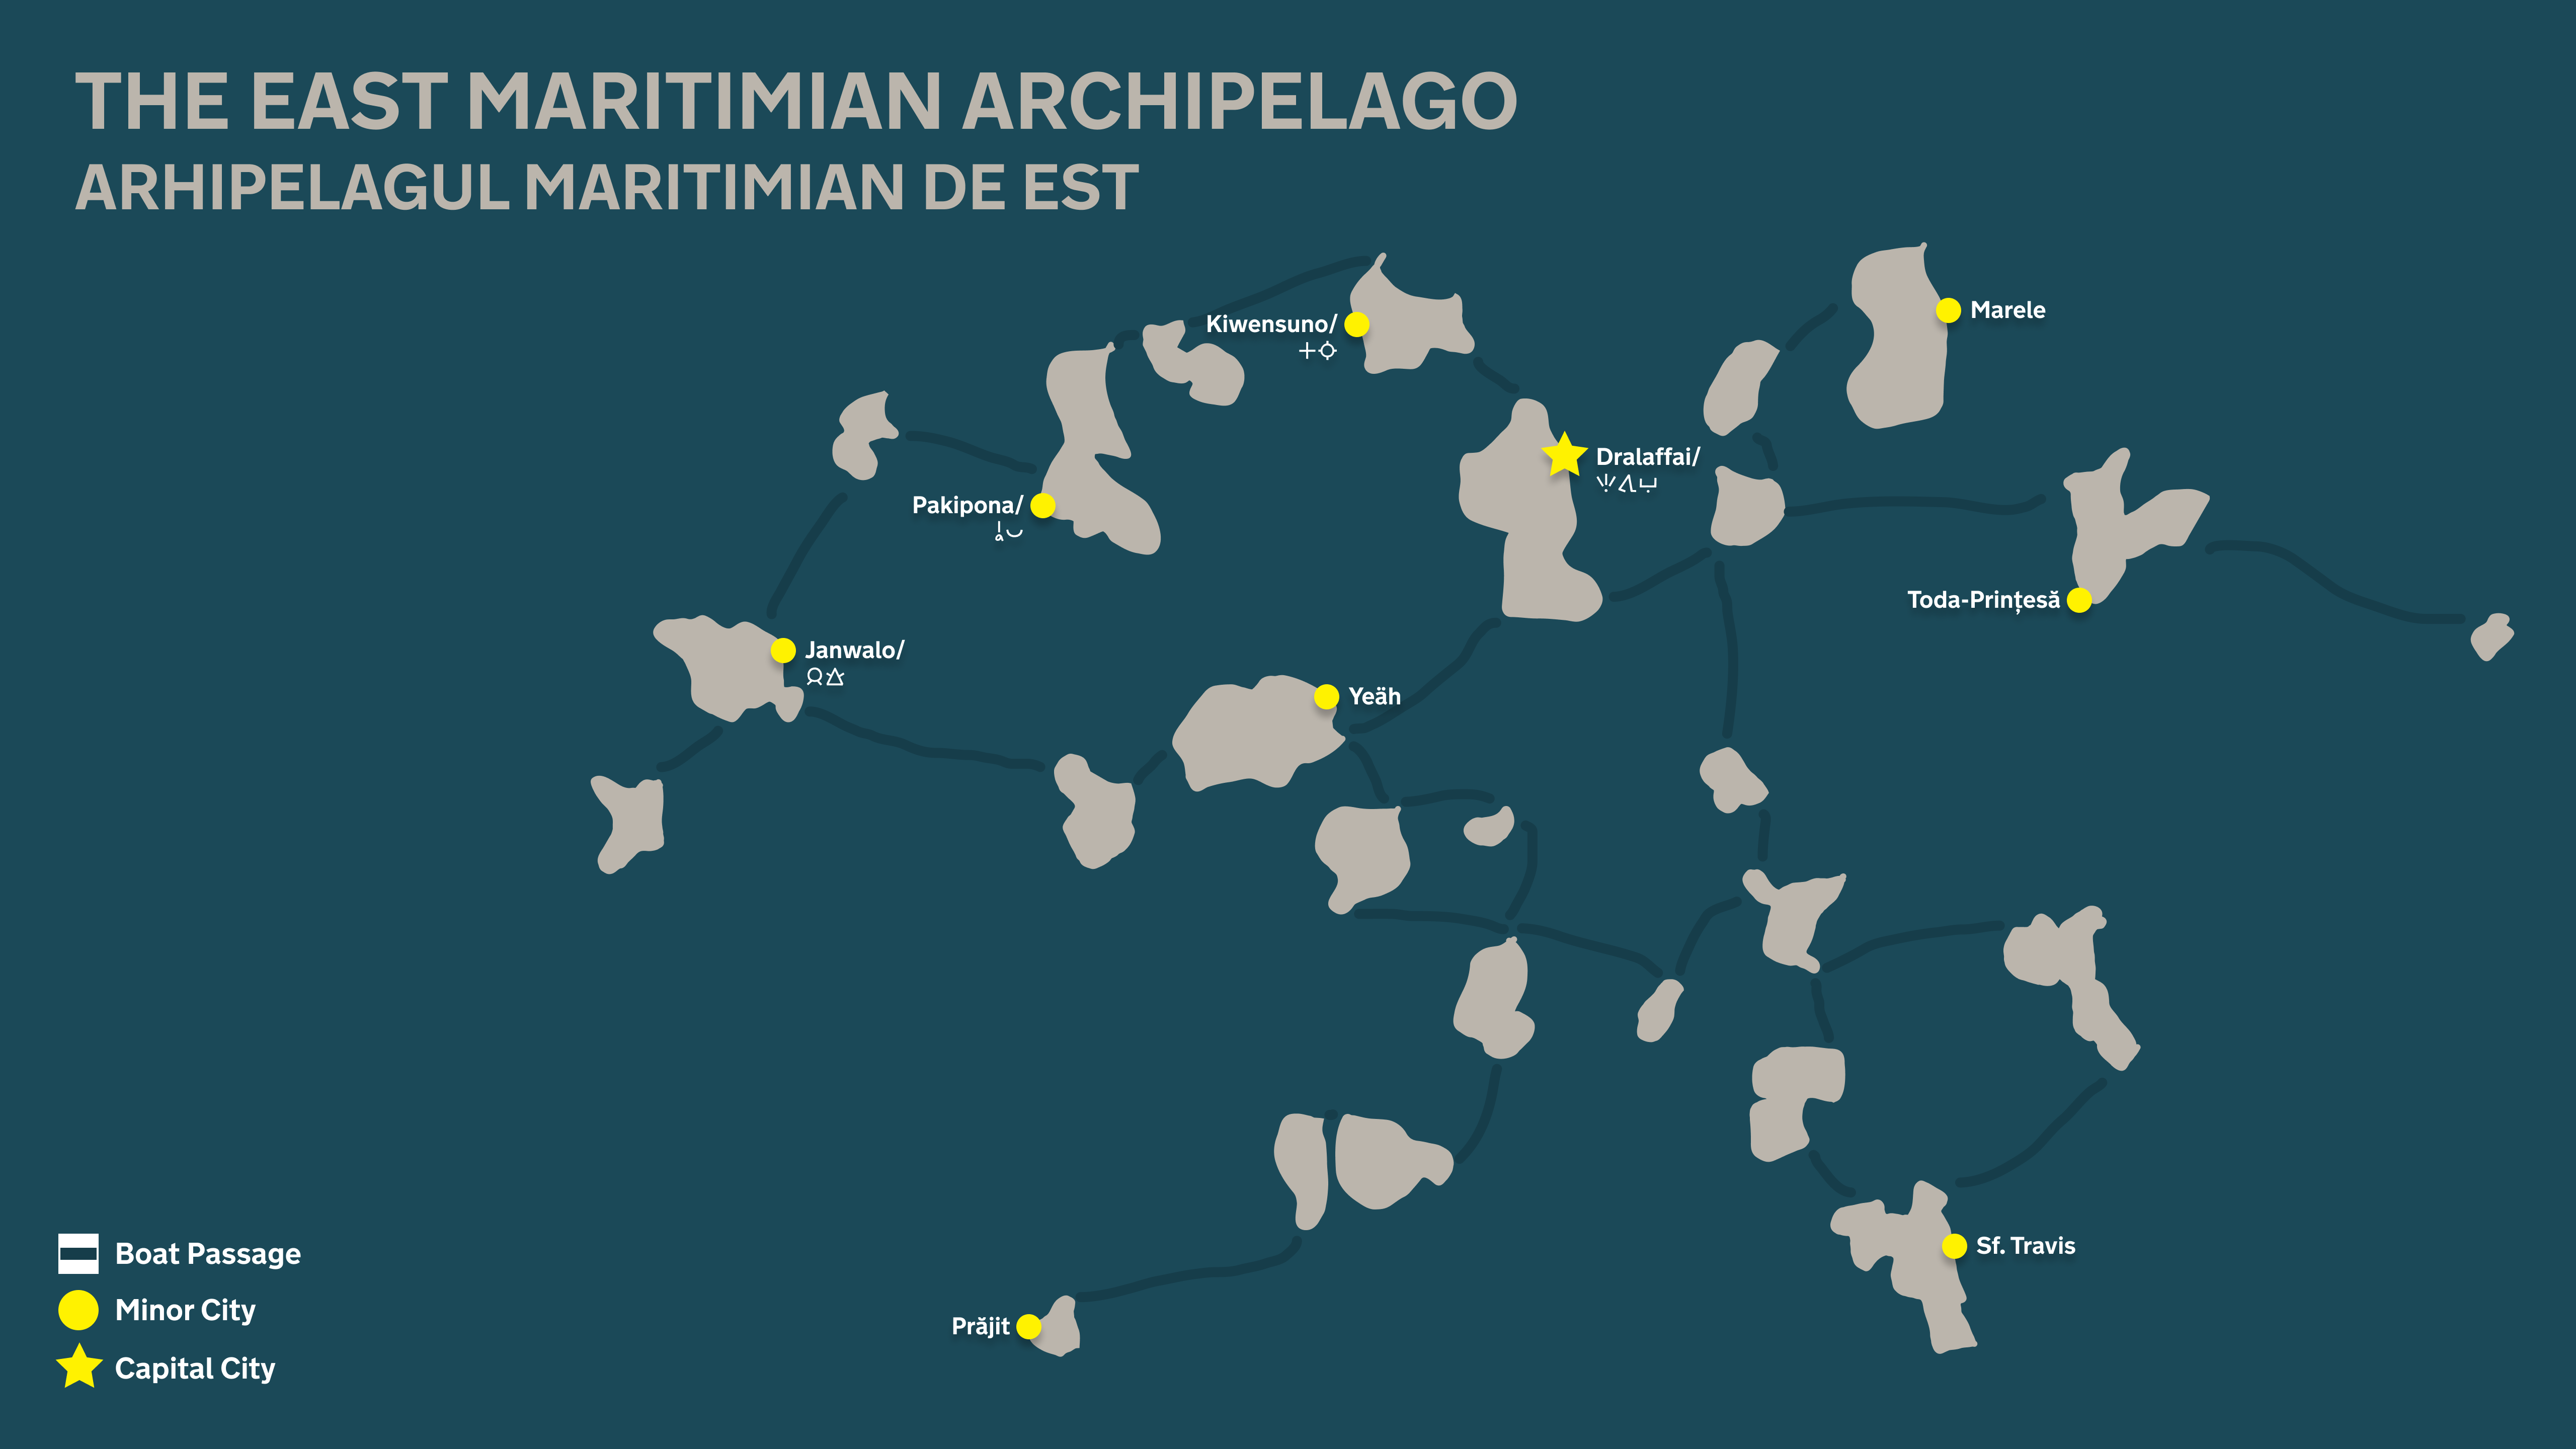 THE EAST MARITIMIAN ARCHIPELAGO
ARHIPELAGUL MARITIMIAN DE EST
Kiwensuno/
Marele
Dralaffai/
Pakipona/
Toda-Prințesă
Janwalo/
Yeäh
Sf. Travis
Prăjit
Boat Passage
Minor City
Capital City